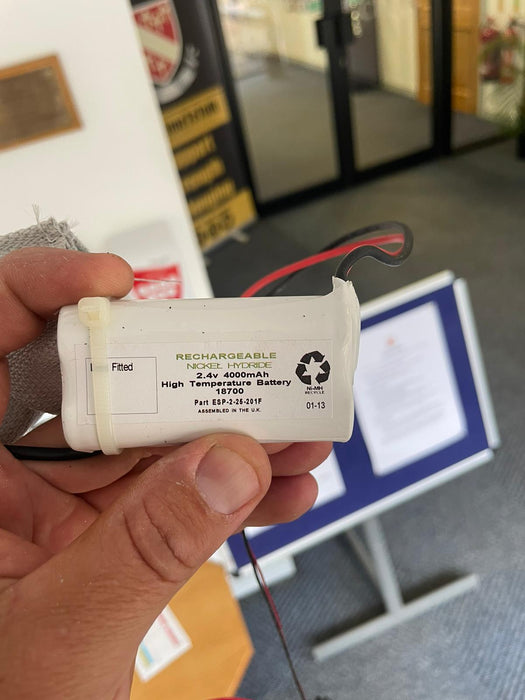 Fitted
RECHARGEABLE
NICKEL HYDRIDE
2.4v 4000mAh
High Temperature Battery
18700
Part ESP-2-25-201F
ASSEMBLED IN THE U.K.
Ni-MH
RECYCLE
01-13